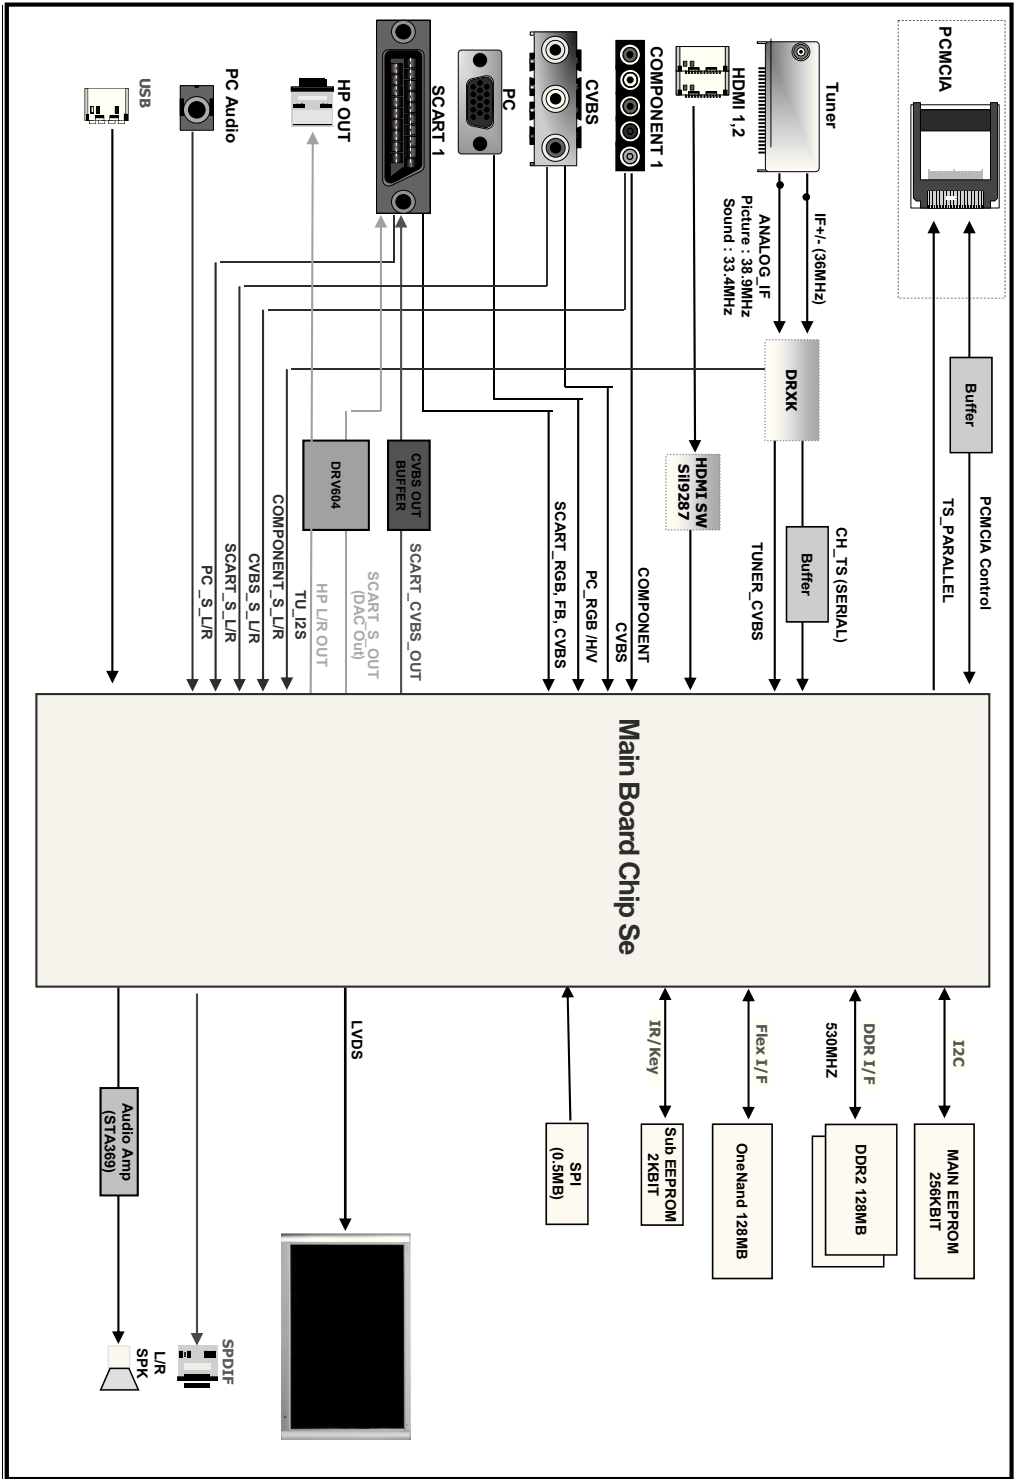 PCMCIA
Buffer
PCMCIA Control
TS_PARALLEL
Tuner
IF+/- (36MHz)
ANALOG_IF
Picture : 38.9MHz
Sound : 33.4MHz
DRXK
Buffer
CH_TS (SERIAL)
TUNER_CVBS
HDMI 1,2
HDMI SW
Sil9287
COMPONENT 1
COMPONENT
CVBS
CVBS
PC
PC_RGB /H/V
SCART 1
SCART_RGB, FB, CVBS
CVBS OUT
BUFFER
SCART_CVBS_OUT
HP OUT
DRV604
SCART_S_OUT
(DAC Out)
HP L/R OUT
TU_I2S
COMPONENT_S_L/R
CVBS_S_L/R
SCART_S_L/R
PC _S_L/R
PC Audio
USB
Main Board Chip Se
I2C
MAIN EEPROM
256KBIT
DDR I/F
530MHZ
DDR2 128MB
Flex I/F
OneNand 128MB
IR/Key
Sub EEPROM
2KBIT
SPI
(0.5MB)
LVDS
SPDIF
Audio Amp
(STA369)
L/R
SPK